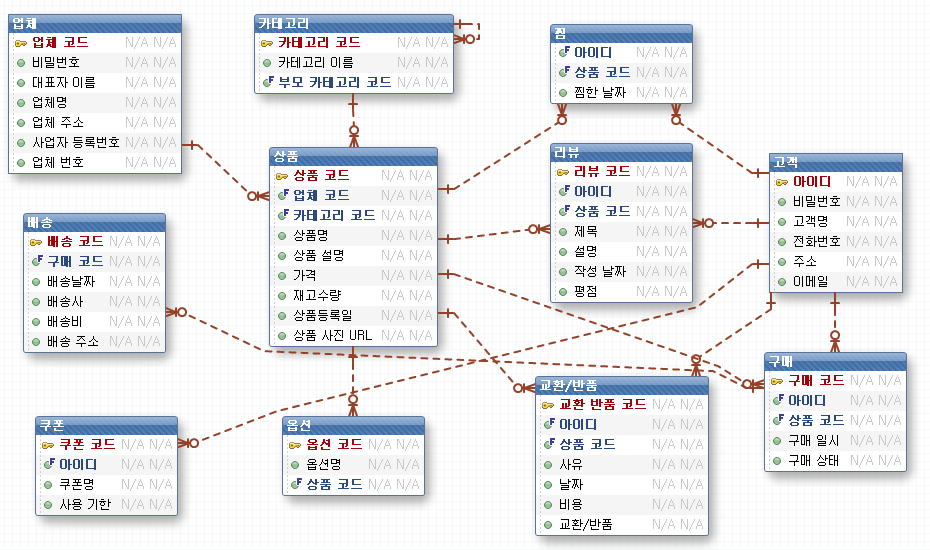 업체
업체 코드 N/A N/A
비밀번호 N/A N/A
대표자 이름 N/A N/A
업체명 N/A N/A
업체 주소 N/A N/A
사업자 등록번호 N/A N/A
업체 번호 N/A N/A
카테고리
카테고리 코드 N/A N/A
카테고리 이름 N/A N/A
부모 카테고리 코드 N/A N/A
찜
아이디 N/A N/A
상품 코드 N/A N/A
찜한 날짜 N/A N/A
상품
상품 코드 N/A N/A
업체 코드 N/A N/A
카테고리 코드 N/A N/A
상품명 N/A N/A
상품 설명 N/A N/A
가격 N/A N/A
재고수량 N/A N/A
상품등록일 N/A N/A
상품 사진 URL N/A N/A
리뷰
리뷰 코드 N/A N/A
아이디 N/A N/A
상품 코드 N/A N/A
제목 N/A N/A
설명 N/A N/A
작성 날짜 N/A N/A
평점 N/A N/A
고객
아이디 N/A N/A
비밀번호 N/A N/A
고객명 N/A N/A
전화번호 N/A N/A
주소 N/A N/A
이메일 N/A N/A
배송
배송 코드 N/A N/A
구매 코드 N/A N/A
배송날짜 N/A N/A
배송사 N/A N/A
배송비 N/A N/A
배송 주소 N/A N/A
쿠폰
쿠폰 코드 N/A N/A
아이디 N/A N/A
쿠폰명 N/A N/A
사용 기한 N/A N/A
옵션
옵션 코드 N/A N/A
옵션명 N/A N/A
상품 코드 N/A N/A
교환/반품
교환 반품 코드 N/A N/A
아이디 N/A N/A
상품 코드 N/A N/A
사유 N/A N/A
날짜 N/A N/A
비용 N/A N/A
교환/반품 N/A N/A
구매
구매 코드 N/A N/A
아이디 N/A N/A
상품 코드 N/A N/A
구매 일시 N/A N/A
구매 상태 N/A N/A